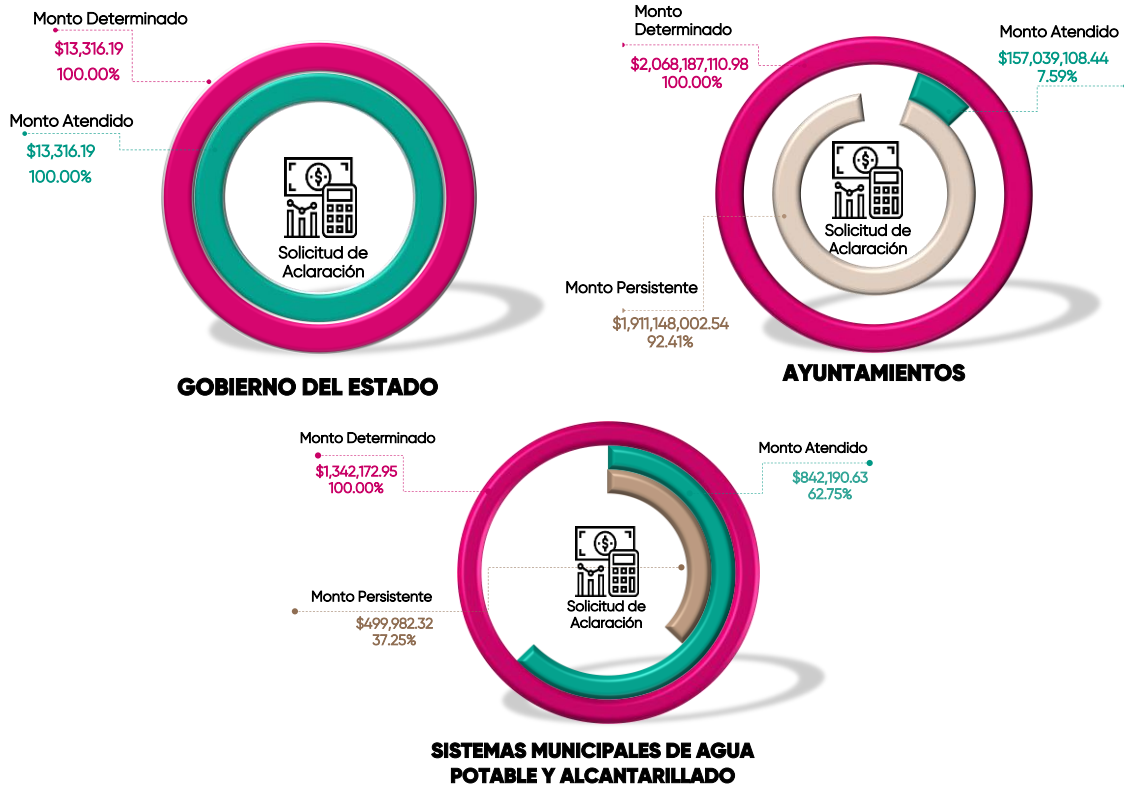 Monto Determinado
$13,316.19
100.00%
Monto Atendido
$13,316.19
100.00%
Solicitud de
Aclaración
GOBIERNO DEL ESTADO
Monto
Determinado
$2,068,187,110.98
100.00%
Monto Atendido
$157,039,108.44
7.59%
Solicitud de
Aclaración
Monto Persistente
$1,911,148,002.54
92.41%
AYUNTAMIENTOS
Monto Determinado
$1,342,172.95
100.00%
Monto Atendido
$842,190.63
62.75%
Monto Persistente
$499,982.32
37.25%
Solicitud de
Aclaración
SISTEMAS MUNICIPALES DE AGUA
POTABLE Y ALCANTARILLADO